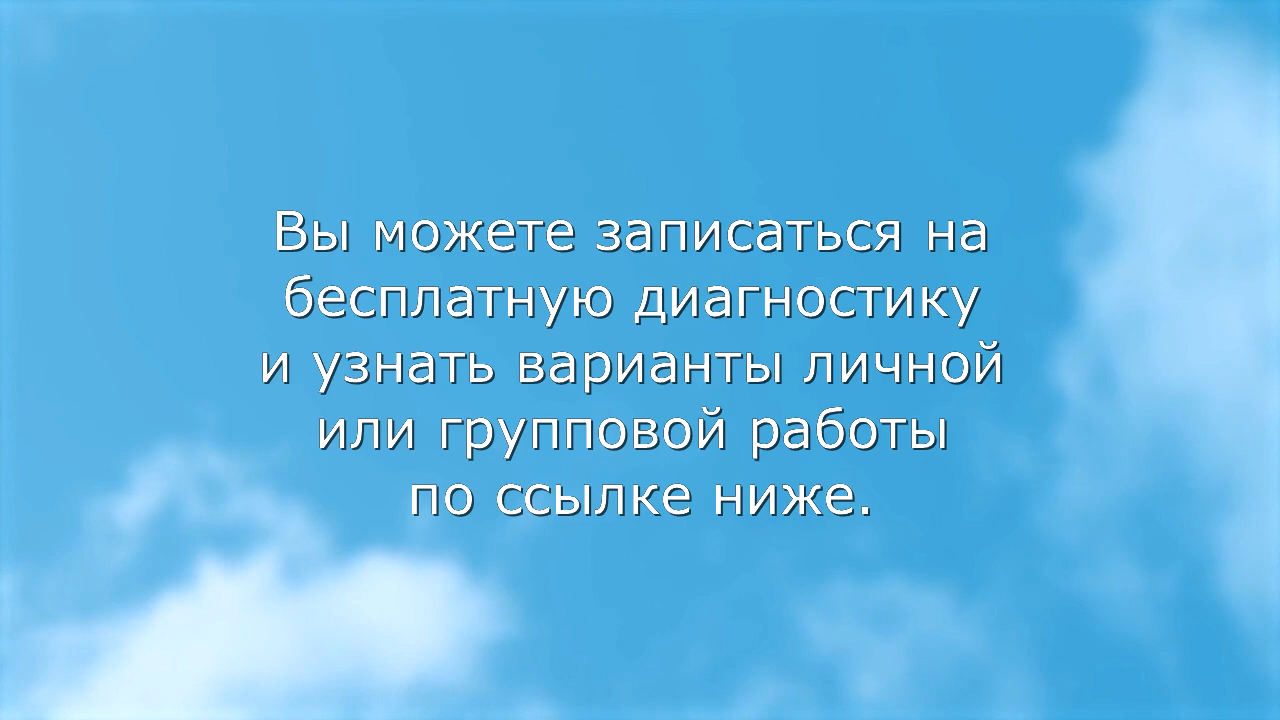 Вы можете записаться на
бесплатную диагностику
и узнать варианты личной
или групповой работы
по ссылке ниже.